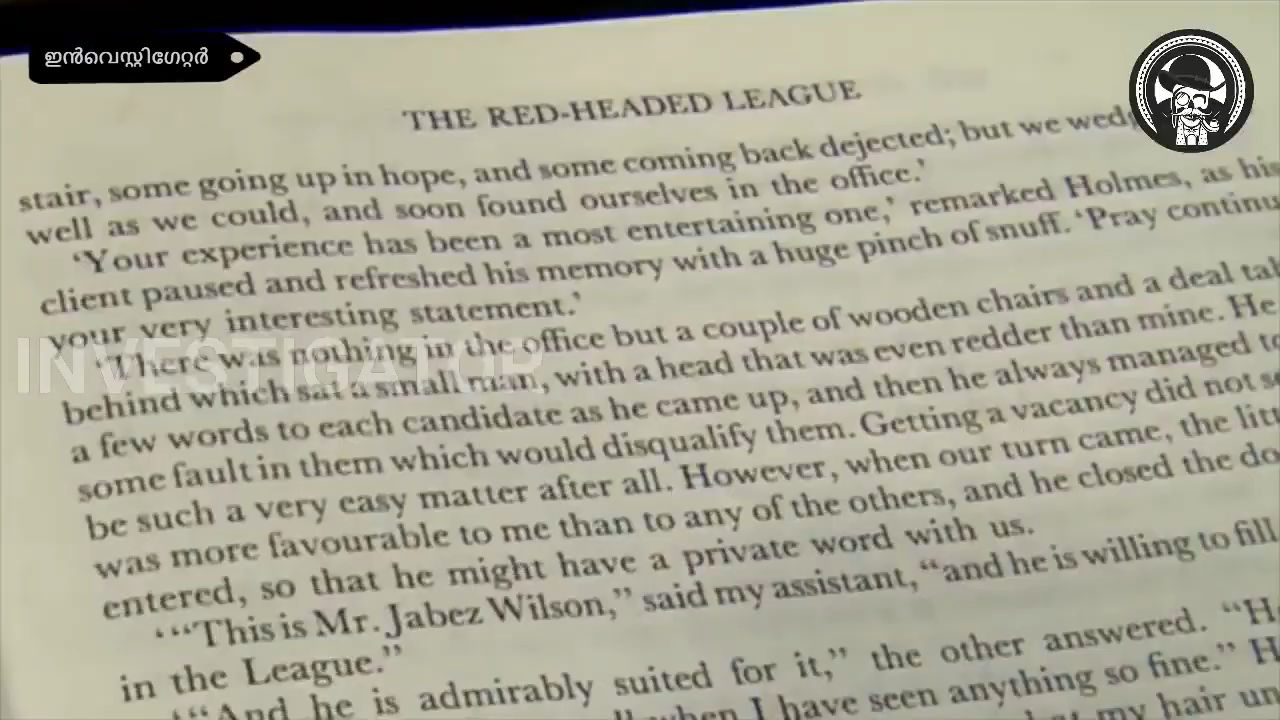 ഇൻവെസ്റ്റിഗേറ്റർ
THE RED-HEADED LEAGUE
stair, some going up in hope, and some coming back dejected; but we
well as we could, and soon found ourselves in the office.’
‘Your experience has been a most entertaining one,’ remarked Holmes, as his
client paused and refreshed his memory with a huge pinch of snuff. ‘Pray
your very interesting statement.’
‘There was nothing in the office but a couple of wooden chairs and a deal
INVESTIGATOR
behind which sat a small man, with a head that was even redder than mine. He
a few words to each candidate as he came up, and then he always managed to
some fault in them which would disqualify them. Getting a vacancy did not
be such a very easy matter after all. However, when our turn came, the
was more favourable to me than to any of the others, and he closed the
entered, so that he might have a private word with us.
‘“This is Mr. Jabez Wilson,” said my assistant, “and he is willing to fill
in the League.”
‘“And he is admirably suited for it,” the other answered.
when I have seen anything so fine.”
my hair